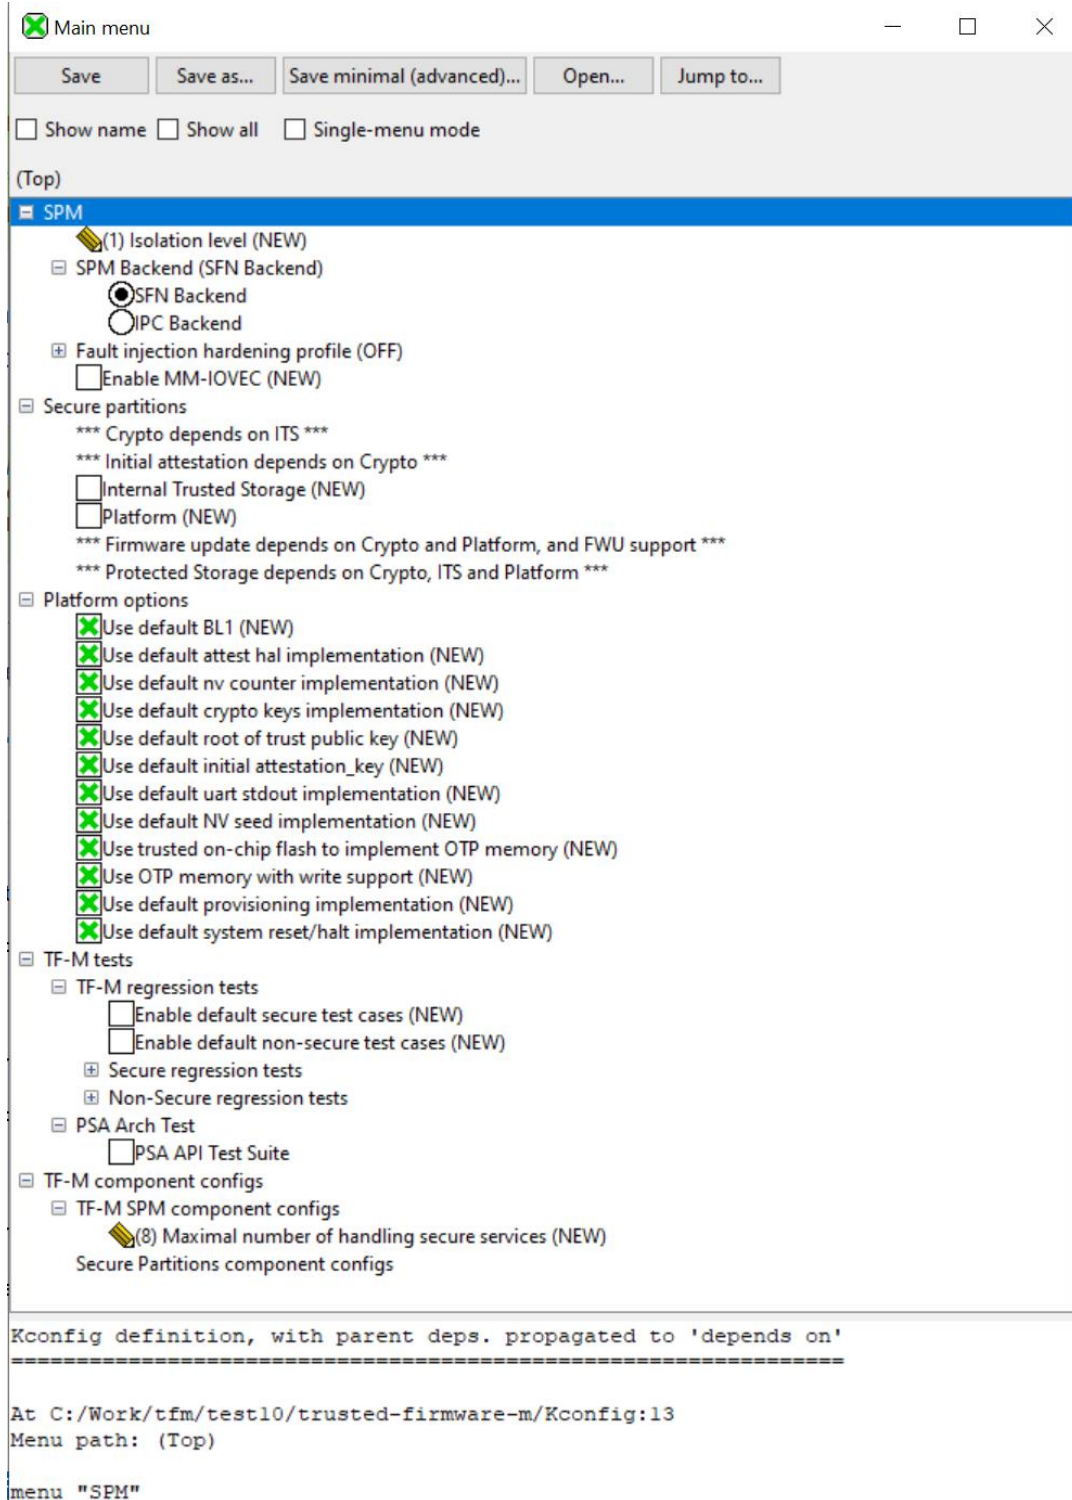 Main menu
Save Save as... Save minimal (advanced)... Open... Jump to...
Show name Show all Single-menu mode
(Top)
SPM
(1) Isolation level (NEW)
SPM Backend (SFN Backend)
SFN Backend
IPC Backend
Fault injection hardening profile (OFF)
Enable MM-IOVEC (NEW)
Secure partitions
*** Crypto depends on ITS ***
*** Initial attestation depends on Crypto ***
Internal Trusted Storage (NEW)
Platform (NEW)
*** Firmware update depends on Crypto and Platform, and FWU support ***
*** Protected Storage depends on Crypto, ITS and Platform ***
Platform options
Use default BL1 (NEW)
Use default attest hal implementation (NEW)
Use default nv counter implementation (NEW)
Use default crypto keys implementation (NEW)
Use default root of trust public key (NEW)
Use default initial attestation_key (NEW)
Use default uart stdout implementation (NEW)
Use default NV seed implementation (NEW)
Use trusted on-chip flash to implement OTP memory (NEW)
Use OTP memory with write support (NEW)
Use default provisioning implementation (NEW)
Use default system reset/halt implementation (NEW)
TF-M tests
TF-M regression tests
Enable default secure test cases (NEW)
Enable default non-secure test cases (NEW)
Secure regression tests
Non-Secure regression tests
PSA Arch Test
PSA API Test Suite
TF-M component configs
TF-M SPM component configs
(8) Maximal number of handling secure services (NEW)
Secure Partitions component configs
Kconfig definition, with parent deps. propagated to 'depends on'
================================================================
At C:/Work/tfm/test10/trusted-firmware-m/Kconfig:13
Menu path: (Top)
menu "SPM"